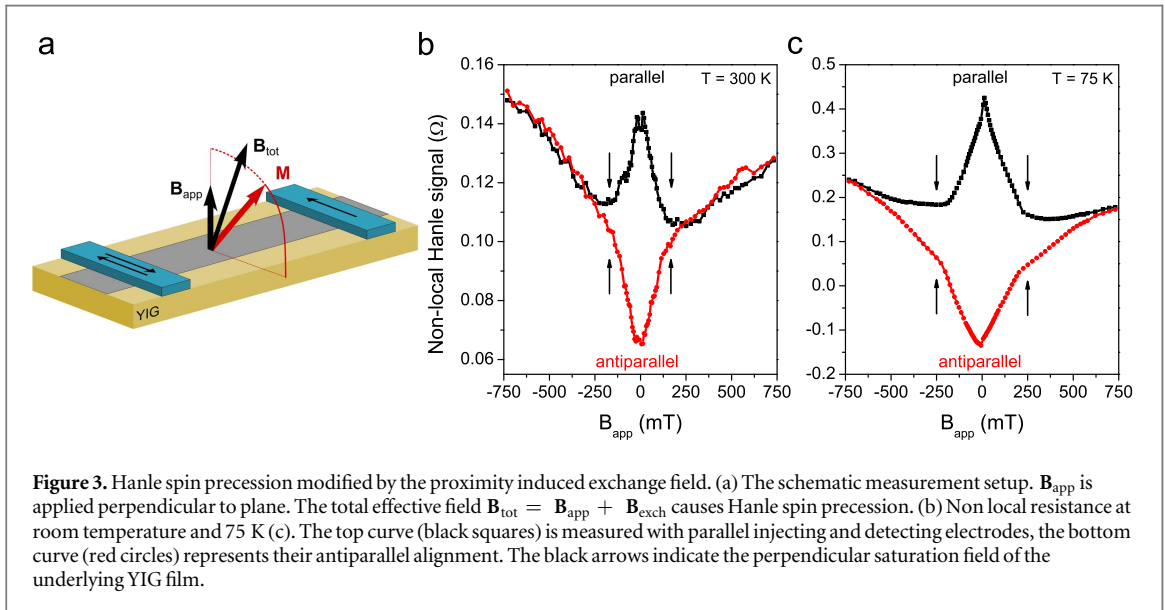 a
B_tot
B_app
M
YIG
b
parallel
T = 300 K
0.16
0.14
0.12
0.10
0.08
0.06
Non-local Hanle signal (Ω)
antiparallel
-750 -500 -250 0 250 500 750
B_app (mT)
c
parallel
T = 75 K
0.5
0.4
0.3
0.2
0.1
0.0
-0.1
-0.2
antiparallel
-750 -500 -250 0 250 500 750
B_app (mT)
Figure 3. Hanle spin precession modified by the proximity induced exchange field. (a) The schematic measurement setup. B_app is
applied perpendicular to plane. The total effective field B_tot = B_app + B_exch causes Hanle spin precession. (b) Non local resistance at
room temperature and 75 K (c). The top curve (black squares) is measured with parallel injecting and detecting electrodes, the bottom
curve (red circles) represents their antiparallel alignment. The black arrows indicate the perpendicular saturation field of the
underlying YIG film.